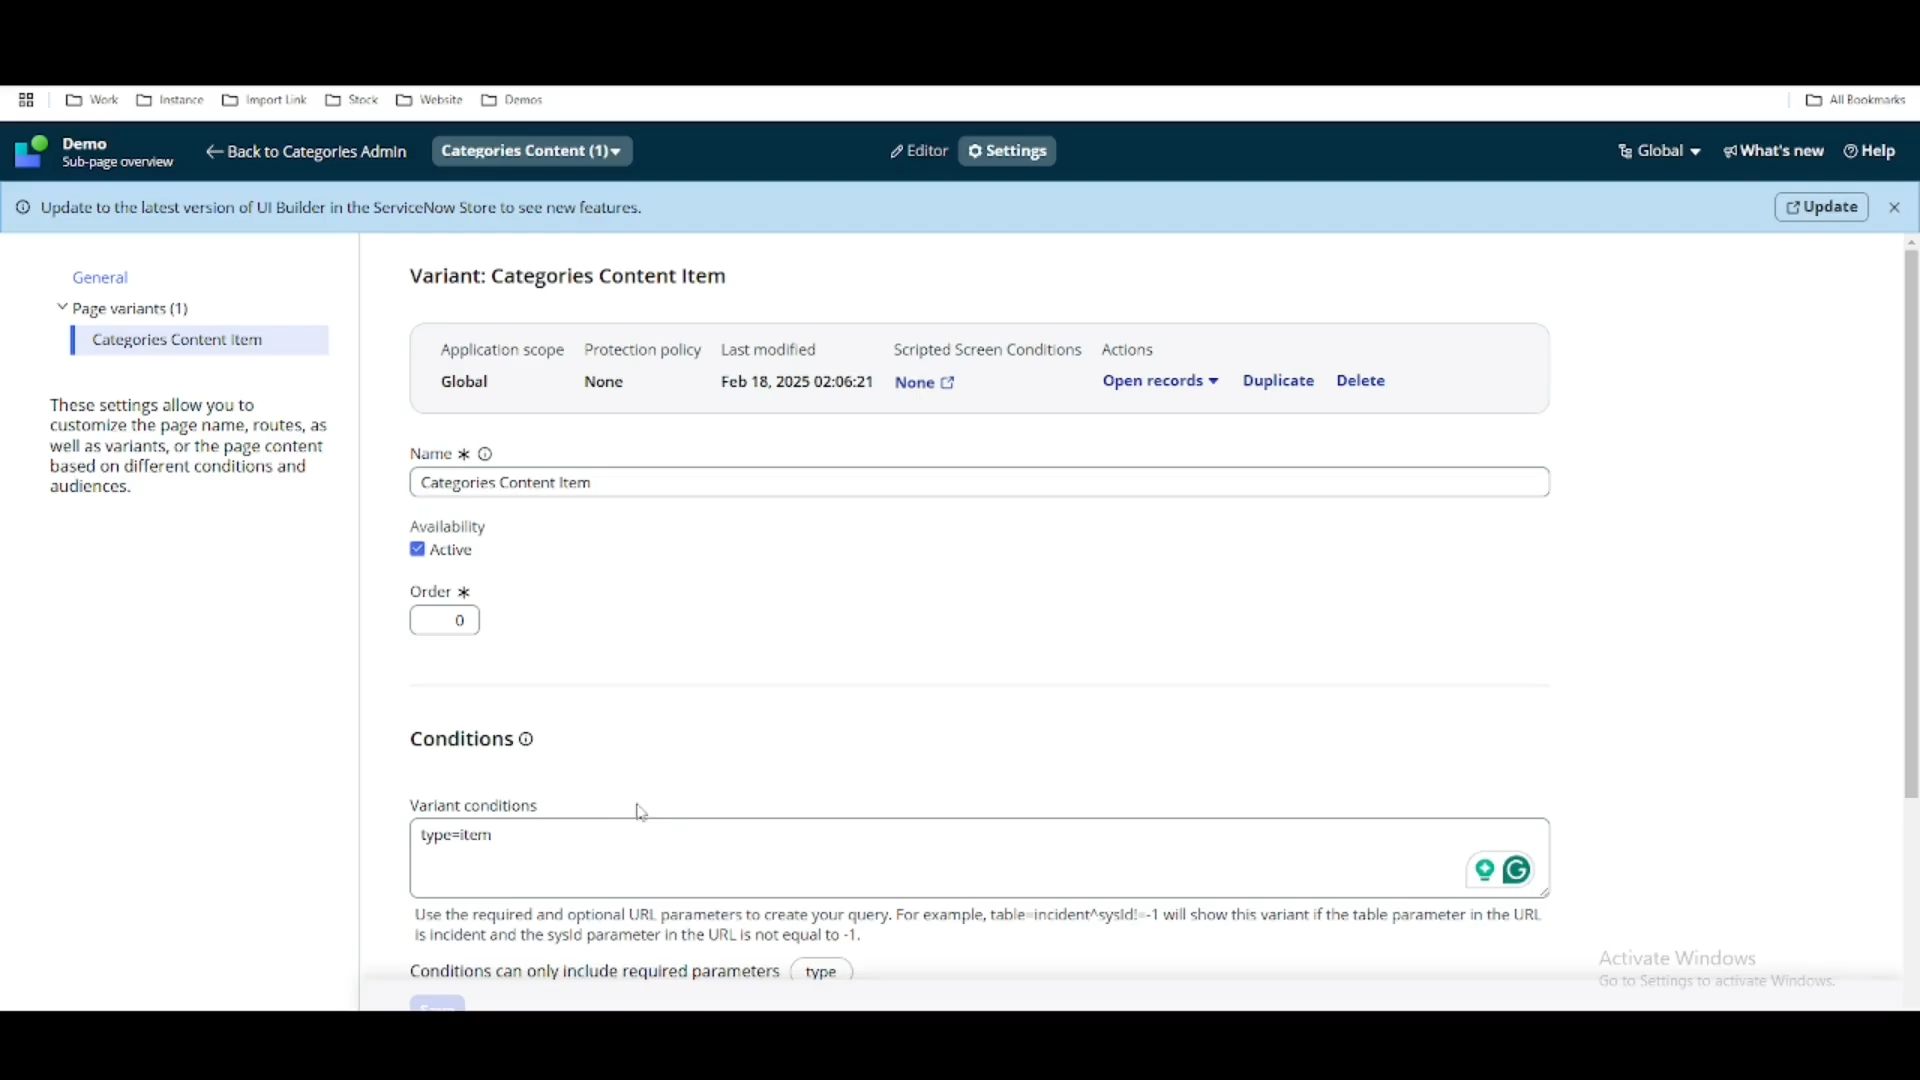 Work Instance Import Link Stock Website Demos All Bookmarks
Demo
Sub-page overview
Back to Categories Admin
Categories Content (1)
Editor Settings
Global What's new Help
Update to the latest version of UI Builder in the ServiceNow Store to see new features.
Update
General
Page variants (1)
Categories Content Item
These settings allow you to
customize the page name, routes, as
well as variants, or the page content
based on different conditions and
audiences.
Variant: Categories Content Item
Application scope Protection policy Last modified Scripted Screen Conditions Actions
Global None Feb 18, 2025 02:06:21 None Open records Duplicate Delete
Name *
Categories Content Item
Availability
Active
Order *
0
Conditions
Variant conditions
type=item
Use the required and optional URL parameters to create your query. For example, table=incident^sysId!=-1 will show this variant if the table parameter in the URL
is incident and the sysId parameter in the URL is not equal to -1.
Conditions can only include required parameters type
Activate Windows
Go to Settings to activate Windows.